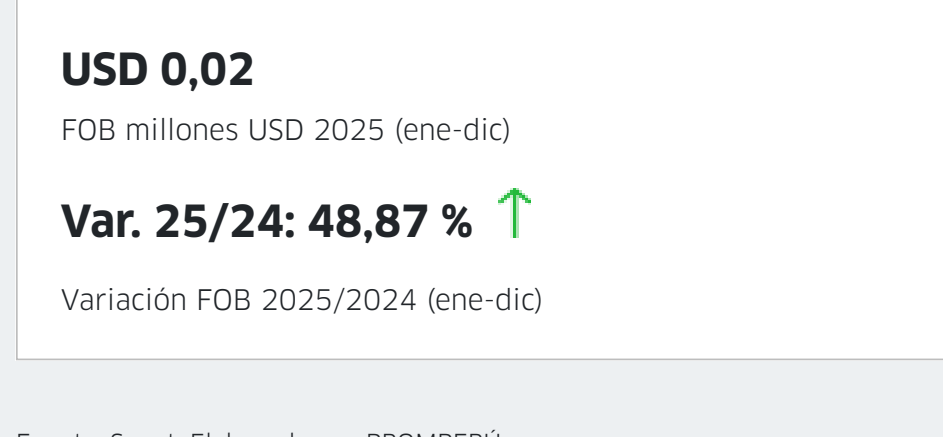 USD 0,02
FOB millones USD 2025 (ene-dic)
Var. 25/24: 48,87 %
Variación FOB 2025/2024 (ene-dic)
PROMPERÚ